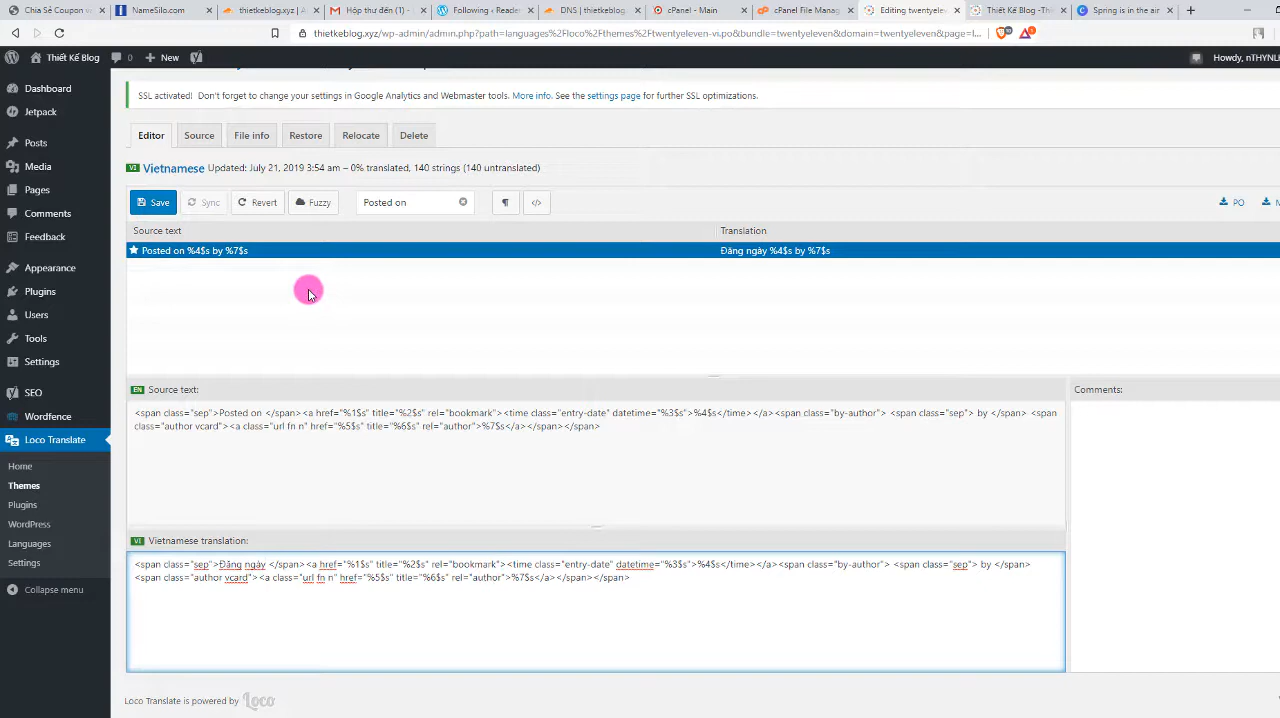 Chia Sẻ Coupon w
NameSilo.com
thietkeblog.xyz | A
Hộp thư đến (1) -
Following ‹ Reader
DNS | thietkeblog.
cPanel - Main
cPanel File Manag
Editing twentyelev
Thiết Kế Blog -Thi
Spring is in the air
thietkeblog.xyz/wp-admin/admin.php?path=languages%2Floco%2Fthemes%2Ftwentyeleven-vi.po&bundle=twentyeleven&domain=twentyeleven&page=l...
Thiết Kế Blog 0 New Howdy, nTHYNLH
Dashboard
Jetpack
Posts
Media
Pages
Comments
Feedback
Appearance
Plugins
Users
Tools
Settings
SEO
Wordfence
Loco Translate
Home
Themes
Plugins
WordPress
Languages
Settings
Collapse menu
SSL activated! Don't forget to change your settings in Google Analytics and Webmaster tools. More info. See the settings page for further SSL optimizations.
Editor Source File info Restore Relocate Delete
VI Vietnamese Updated: July 21, 2019 3:54 am – 0% translated, 140 strings (140 untranslated)
Save Sync Revert Fuzzy Posted on ¶ </> PO
Source text Translation
Posted on %4$s by %7$s Đăng ngày %4$s by %7$s
EN Source text: Comments:
<span class="sep">Posted on </span><a href="%1$s" title="%2$s" rel="bookmark"><time class="entry-date" datetime="%3$s">%4$s</time></a><span class="by-author"> <span class="sep"> by </span> <span
class="author vcard"><a class="url fn n" href="%5$s" title="%6$s" rel="author">%7$s</a></span></span>
VI Vietnamese translation:
<span class="sep">Đăng ngày </span><a href="%1$s" title="%2$s" rel="bookmark"><time class="entry-date" datetime="%3$s">%4$s</time></a><span class="by-author"> <span class="sep"> by </span>
<span class="author vcard"><a class="url fn n" href="%5$s" title="%6$s" rel="author">%7$s</a></span></span>
Loco Translate is powered by Loco